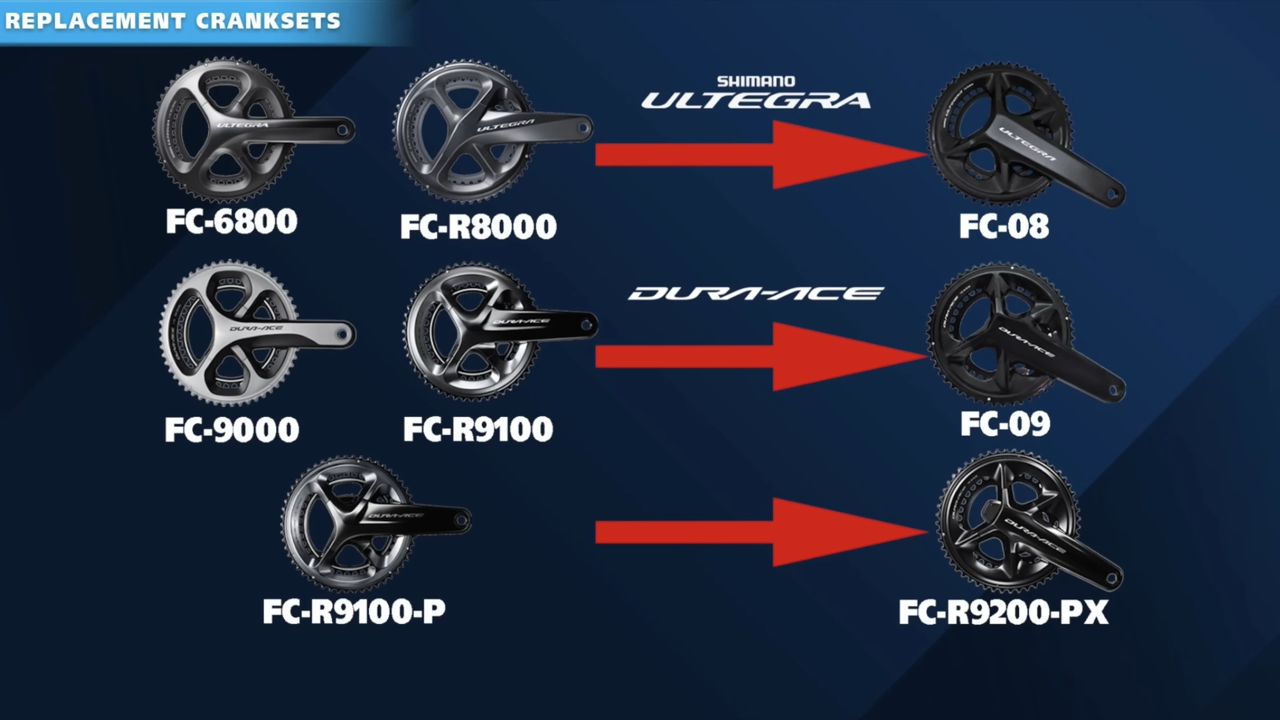 REPLACEMENT CRANKSETS
ULTEGRA
ULTEGRA
SHIMANO
ULTEGRA
ULTEGRA
FC-6800
FC-R8000
FC-08
DURA-ACE
DURA-ACE
DURA-ACE
DURA-ACE
FC-9000
FC-R9100
FC-09
DURA-ACE
DURA-ACE
FC-R9100-P
FC-R9200-PX